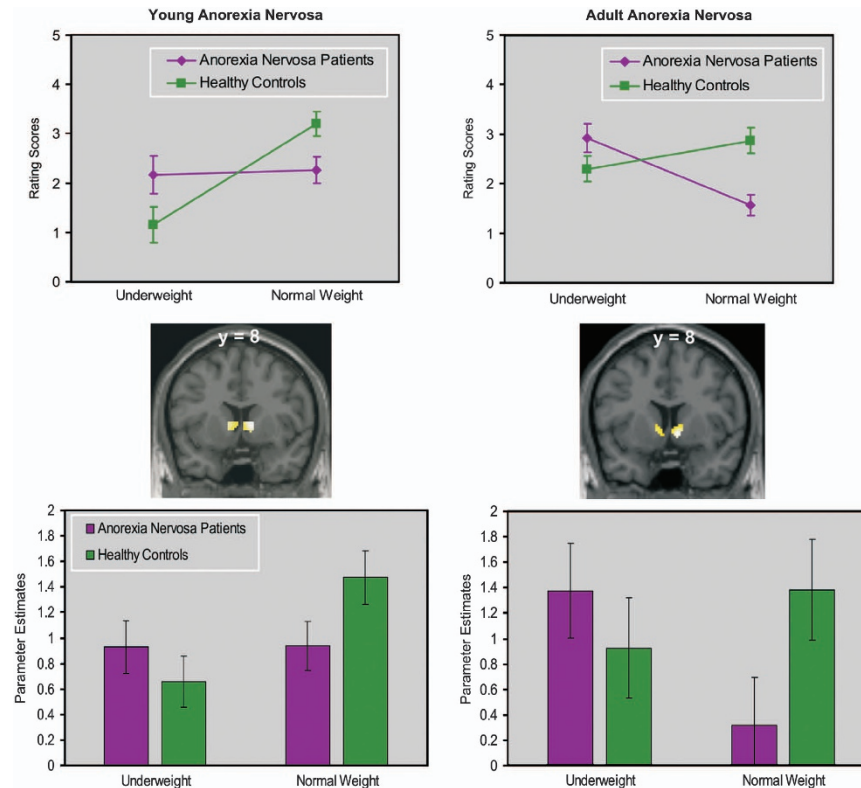 Young Anorexia Nervosa
5
4
3
2
1
0
Rating Scores
Anorexia Nervosa Patients
Healthy Controls
Underweight
Normal Weight
Adult Anorexia Nervosa
5
4
3
2
1
0
Rating Scores
Anorexia Nervosa Patients
Healthy Controls
Underweight
Normal Weight
y = 8
y = 8
2
1.8
1.6
1.4
1.2
1
0.8
0.6
0.4
0.2
0
Parameter Estimates
Anorexia Nervosa Patients
Healthy Controls
Underweight
Normal Weight
2
1.8
1.6
1.4
1.2
1
0.8
0.6
0.4
0.2
0
Parameter Estimates
Underweight
Normal Weight